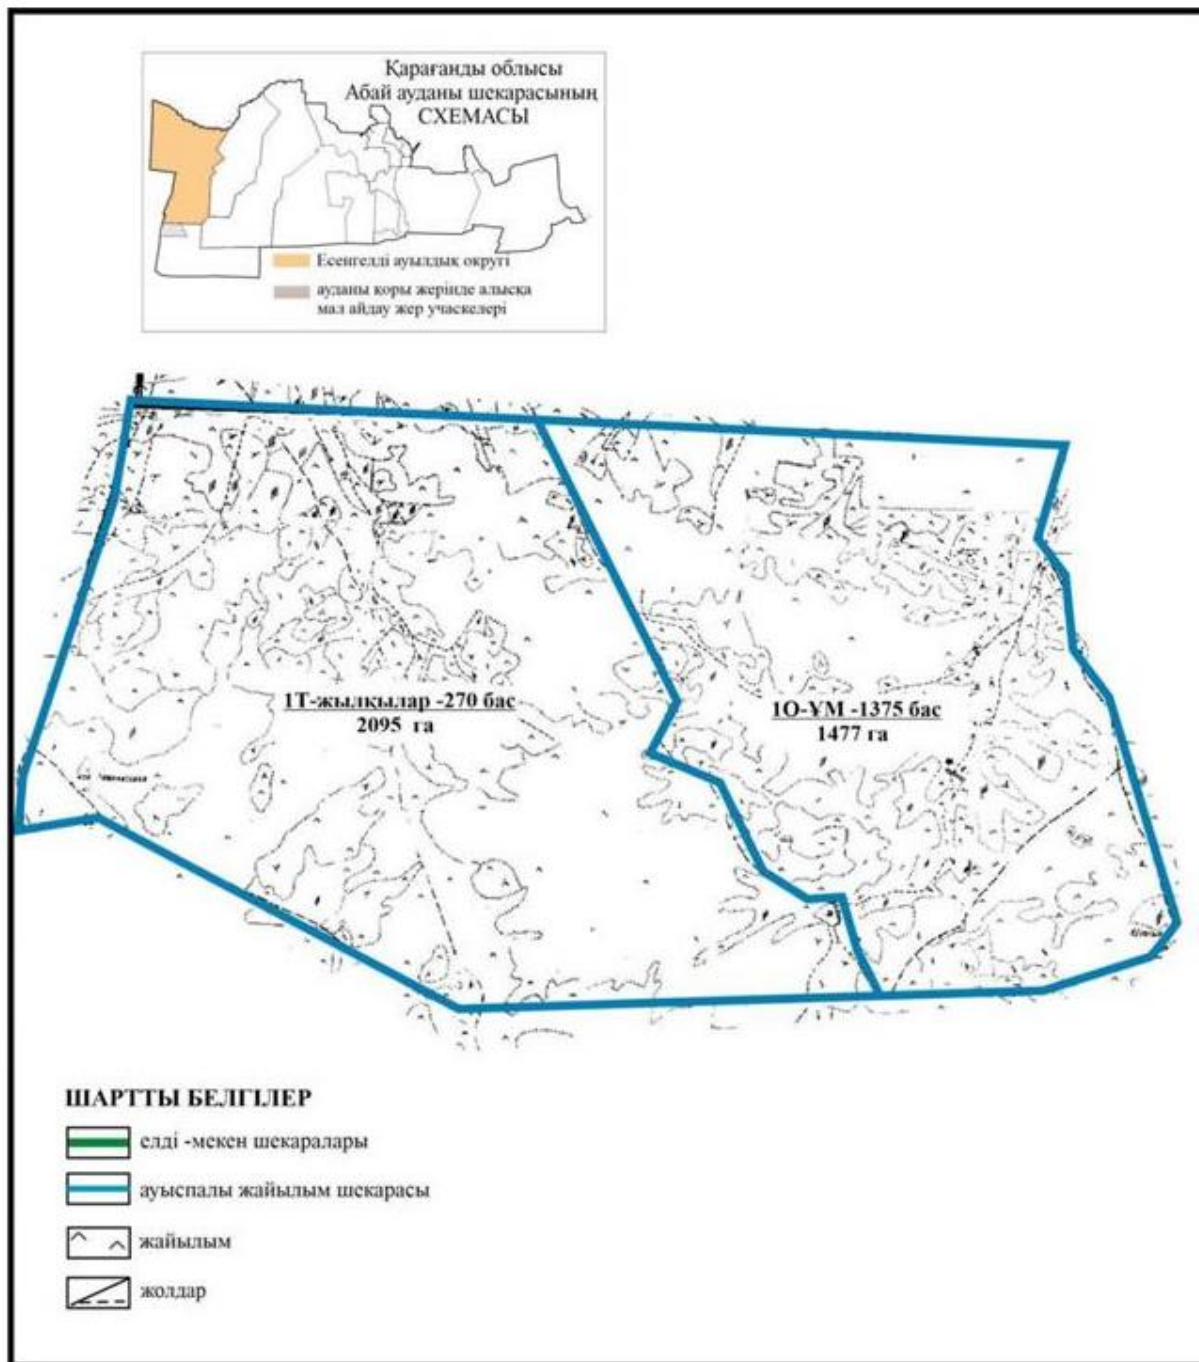 Қарағанды облысы
Абай ауданы шекарасының
СХЕМАСЫ
Есенгелді ауылдық округі
ауданы қоры жерінде алысқа
мал айдау жер учаскелері
1Т-жылқылар -270 бас
2095 га
1О-ҰМ -1375 бас
1477 га
ШАРТТЫ БЕЛГІЛЕР
елді -мекен шекаралары
ауыспалы жайылым шекарасы
жайылым
жолдар